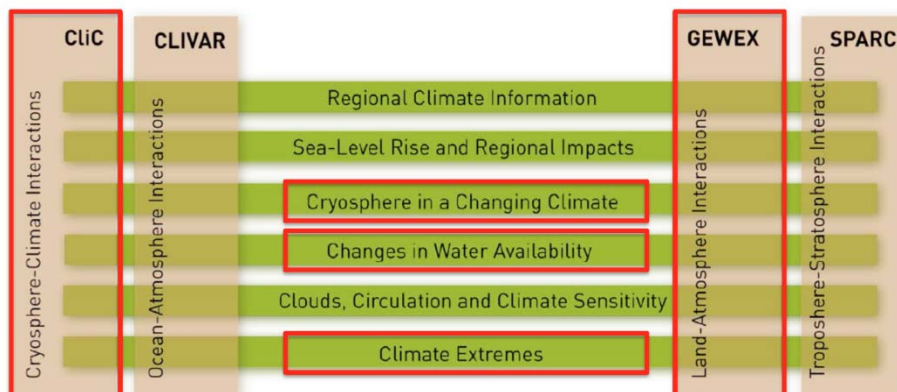 CliC
CLIVAR
GEWEX
SPARC
Cryosphere-Climate Interactions
Ocean-Atmosphere Interactions
Regional Climate Information
Sea-Level Rise and Regional Impacts
Cryosphere in a Changing Climate
Changes in Water Availability
Clouds, Circulation and Climate Sensitivity
Climate Extremes
Land-Atmosphere Interactions
Troposhere-Stratosphere Interactions